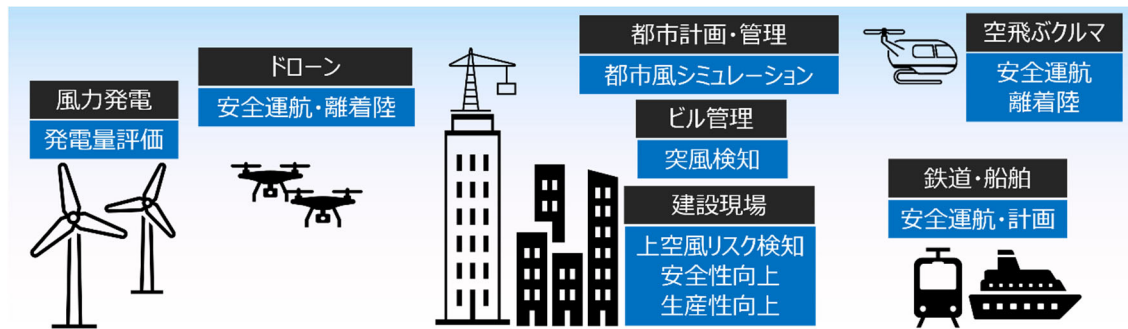 風力発電
発電量評価
ドローン
安全運航・離着陸
都市計画・管理
都市風シミュレーション
ビル管理
突風検知
建設現場
上空風リスク検知
安全性向上
生産性向上
空飛ぶクルマ
安全運航
離着陸
鉄道・船舶
安全運航・計画